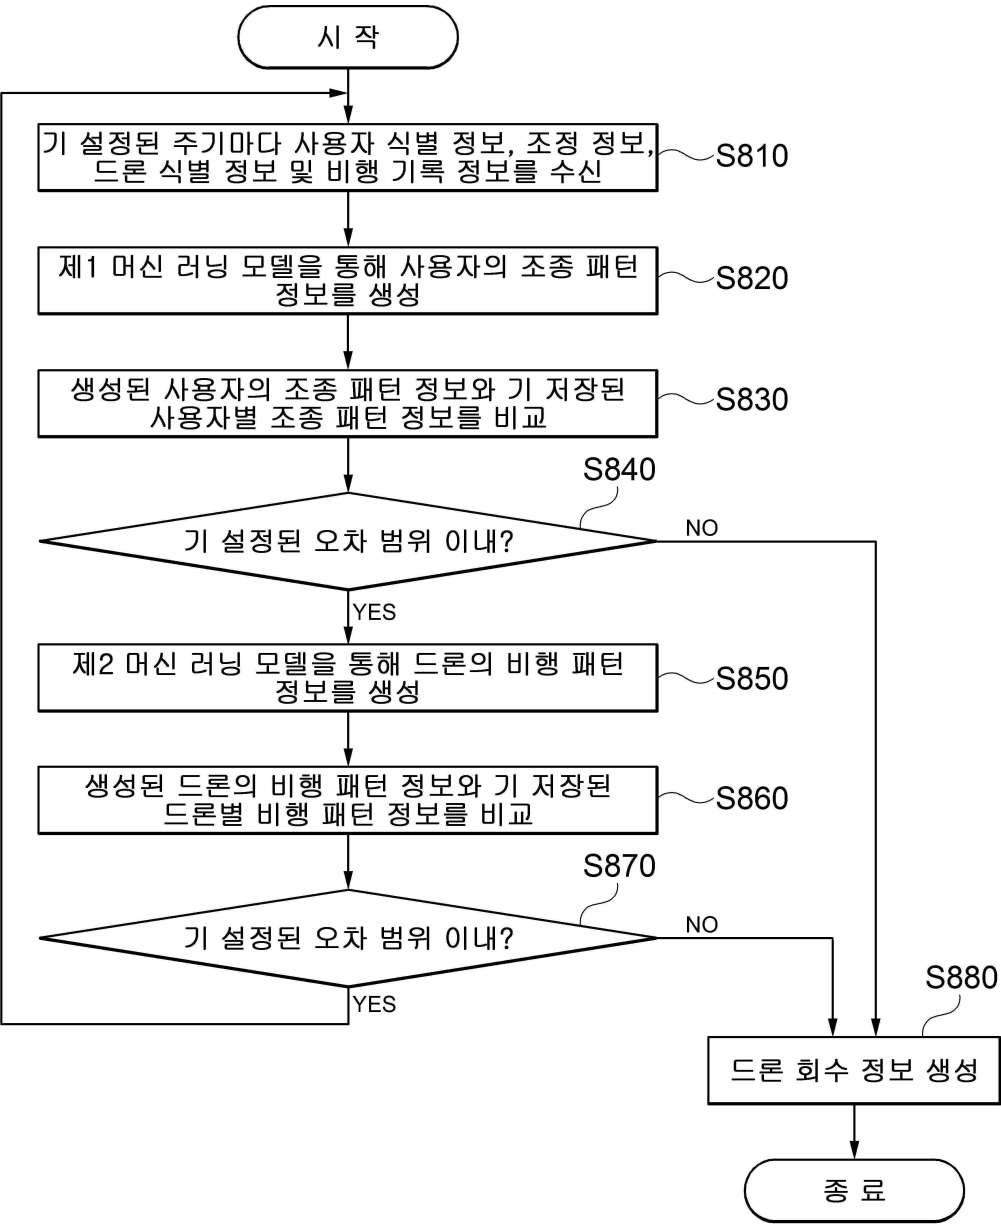 시 작
기 설정된 주기마다 사용자 식별 정보, 조정 정보,
드론 식별 정보 및 비행 기록 정보를 수신
S810
제1 머신 러닝 모델을 통해 사용자의 조종 패턴
정보를 생성
S820
생성된 사용자의 조종 패턴 정보와 기 저장된
사용자별 조종 패턴 정보를 비교
S830
S840
기 설정된 오차 범위 이내?
NO
YES
제2 머신 러닝 모델을 통해 드론의 비행 패턴
정보를 생성
S850
생성된 드론의 비행 패턴 정보와 기 저장된
드론별 비행 패턴 정보를 비교
S860
S870
기 설정된 오차 범위 이내?
NO
YES
S880
드론 회수 정보 생성
종 료